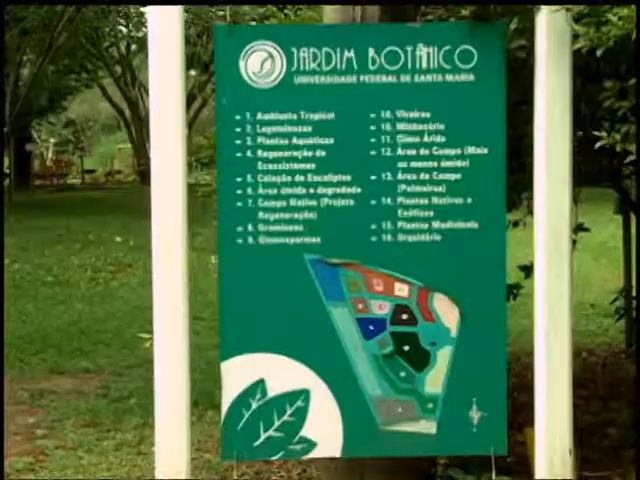 JARDIM BOTÂNICO
UNIVERSIDADE FEDERAL DE SANTA MARIA
1. Ambiente Tropical
2. Leguminosas
3. Plantas Aquáticas
4. Regeneração de
Ecossistemas
5. Coleção de Eucaliptos
6. Área úmida e degradada
7. Campo Nativo (Projeto
Regeneração)
8. Gramíneas
9. Gimnospermas
10. Viveiros
10. Minhocário
11. Clima Árido
12. Área de Campo (Mais
ou menos úmido)
13. Área de Campo
(Palmeiras)
14. Plantas Nativas e
Exóticas
15. Plantas Medicinais
16. Orquidário